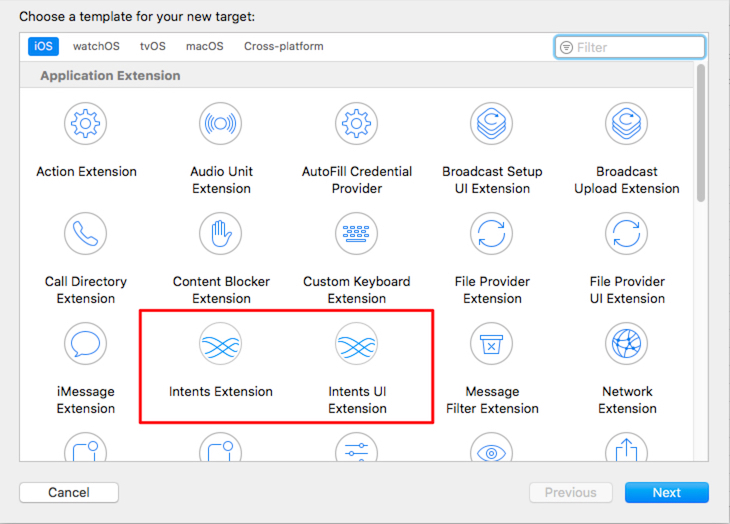 Choose a template for your new target:
iOS watchOS tvOS macOS Cross-platform Filter
Application Extension
Action Extension
Audio Unit
Extension
AutoFill Credential
Provider
Broadcast Setup
UI Extension
Broadcast
Upload Extension
Call Directory
Extension
Content Blocker
Extension
Custom Keyboard
Extension
File Provider
Extension
File Provider
UI Extension
iMessage
Extension
Intents Extension
Intents UI
Extension
Message
Filter Extension
Network
Extension
Cancel Previous Next